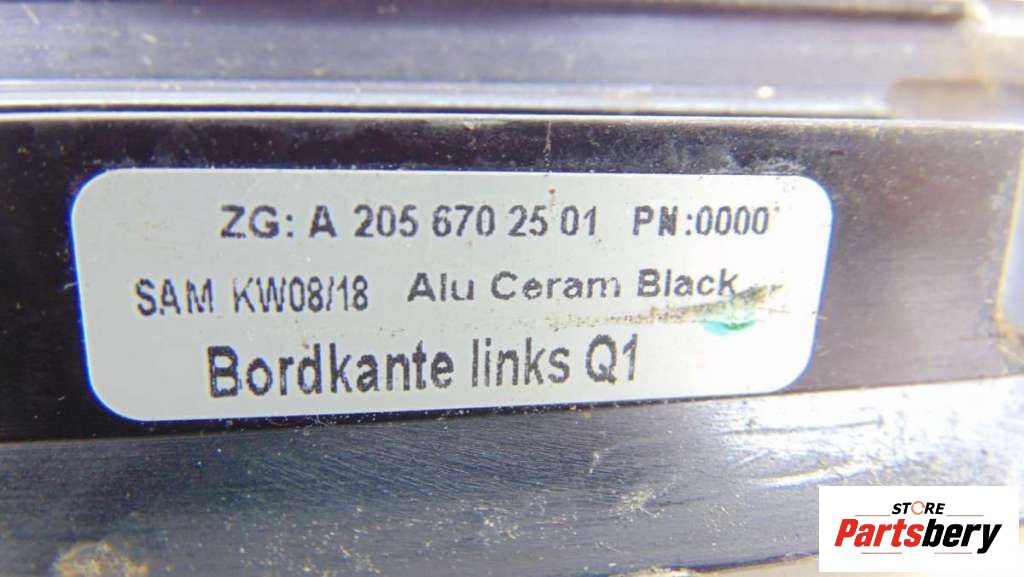 ZG: A 205 670 25 01 PN:0000
SAM KW08/18 Alu Ceram Black
Bordkante links Q1
STORE
Partsbery